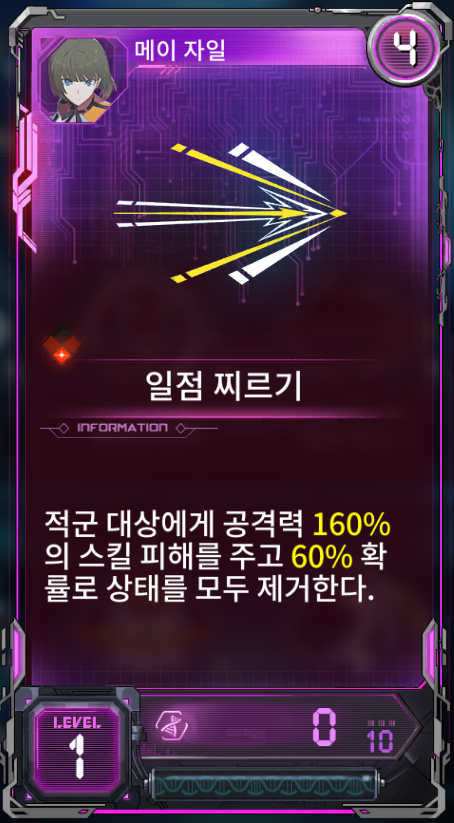 메이 자일
4
일점 찌르기
INFORMATION
적군 대상에게 공격력 160%
의 스킬 피해를 주고 60% 확
률로 상태를 모두 제거한다.
LEVEL
1
0
10